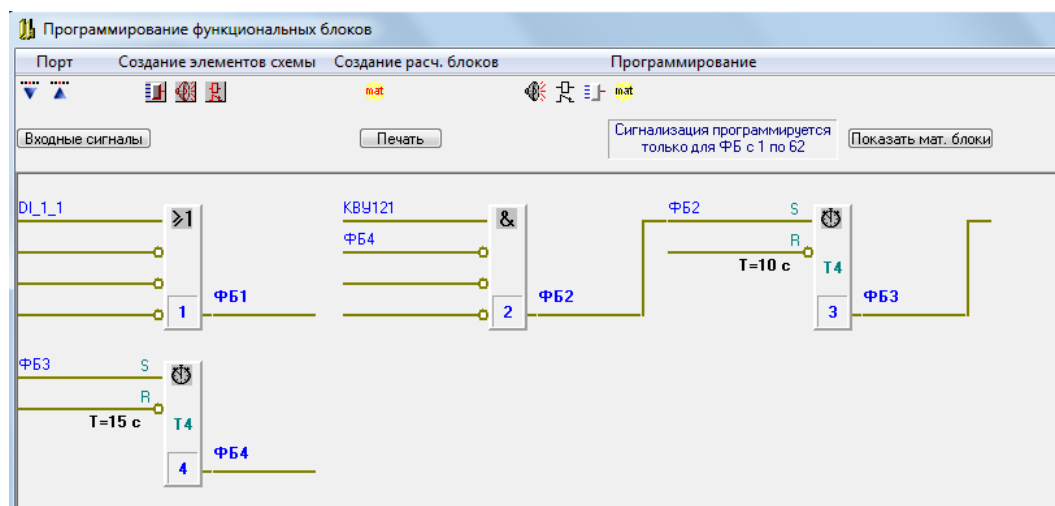 Программирование функциональных блоков
Порт Создание элементов схемы Создание расч. блоков Программирование
mat mat
Входные сигналы Печать Сигнализация программируется Показать мат. блоки
только для ФБ с 1 по 62
DI_1_1 КВУ121 ФБ2 S
≥1 &
ФБ4 R
T=10 с T4
ФБ1 ФБ2 ФБ3
1 2 3
ФБ3 S
R
T=15 с T4
ФБ4
4